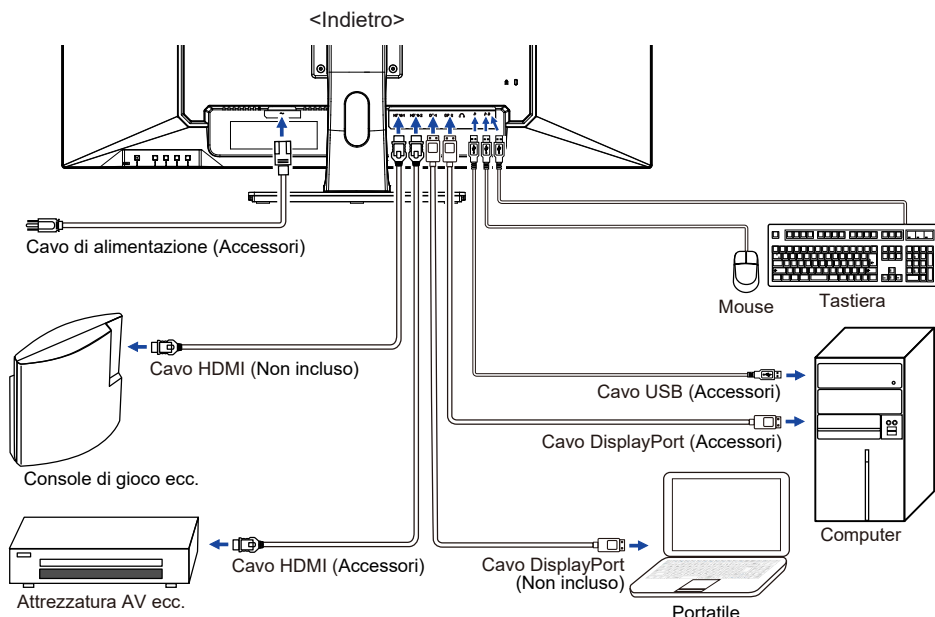 <Indietro>
Cavo di alimentazione (Accessori)
Mouse
Tastiera
Cavo HDMI (Non incluso)
Cavo USB (Accessori)
Cavo DisplayPort (Accessori)
Console di gioco ecc.
Computer
Cavo HDMI (Accessori)
Cavo DisplayPort
(Non incluso)
Attrezzatura AV ecc.
Portatile